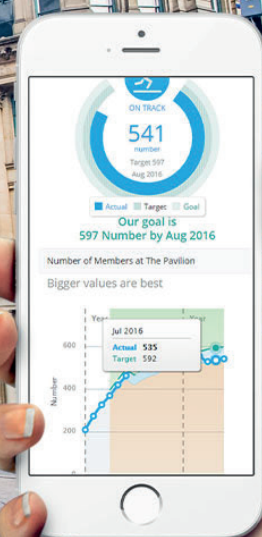 ON TRACK
541
number
Target 597
Aug 2016
Actual Target Goal
Our goal is
597 Number by Aug 2016
Number of Members at The Pavilion
Bigger values are best
Year Year
Jul 2016
Actual 535
Target 592
600
400
200
Number